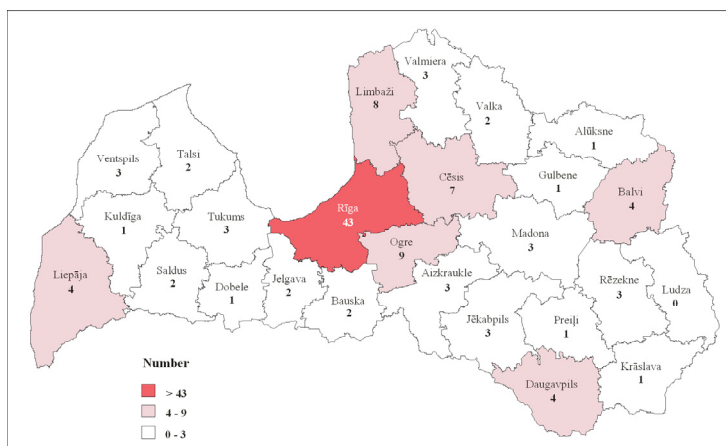 Valmiera
3
Limbaži
8
Valka
2
Alūksne
1
Ventspils
3
Talsi
2
Cēsis
7
Gulbene
1
Balvi
4
Kuldīga
1
Tukums
3
Rīga
43
Ogre
9
Madona
3
Liepāja
4
Saldus
2
Dobele
1
Jelgava
2
Bauska
2
Aizkraukle
3
Jēkabpils
3
Preiļi
1
Rēzekne
3
Ludza
0
Daugavpils
4
Krāslava
1
Number
> 43
4 - 9
0 - 3